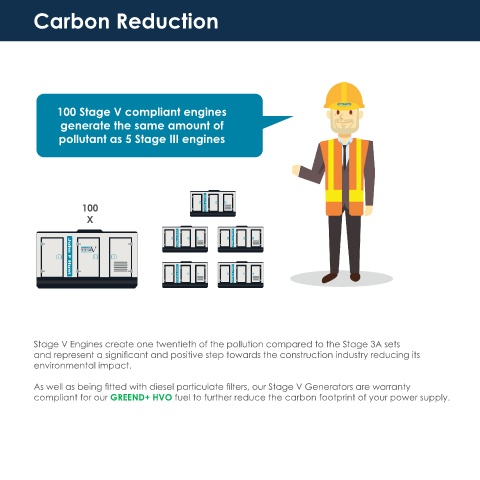 Carbon Reduction
100 Stage V compliant engines
generate the same amount of
pollutant as 5 Stage III engines
100
X
Stage V Engines create one twentieth of the pollution compared to the Stage 3A sets
and represent a significant and positive step towards the construction industry reducing its
environmental impact.
As well as being fitted with diesel particulate filters, our Stage V Generators are warranty
compliant for our GREEND+ HVO fuel to further reduce the carbon footprint of your power supply.